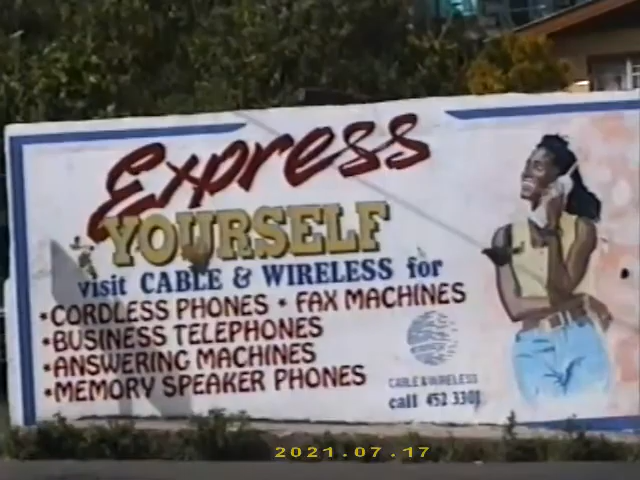 Express
YOURSELF
visit CABLE & WIRELESS for
•CORDLESS PHONES • FAX MACHINES
•BUSINESS TELEPHONES
•ANSWERING MACHINES
•MEMORY SPEAKER PHONES
CABLE & WIRELESS
call 452 3301
2021.07.17